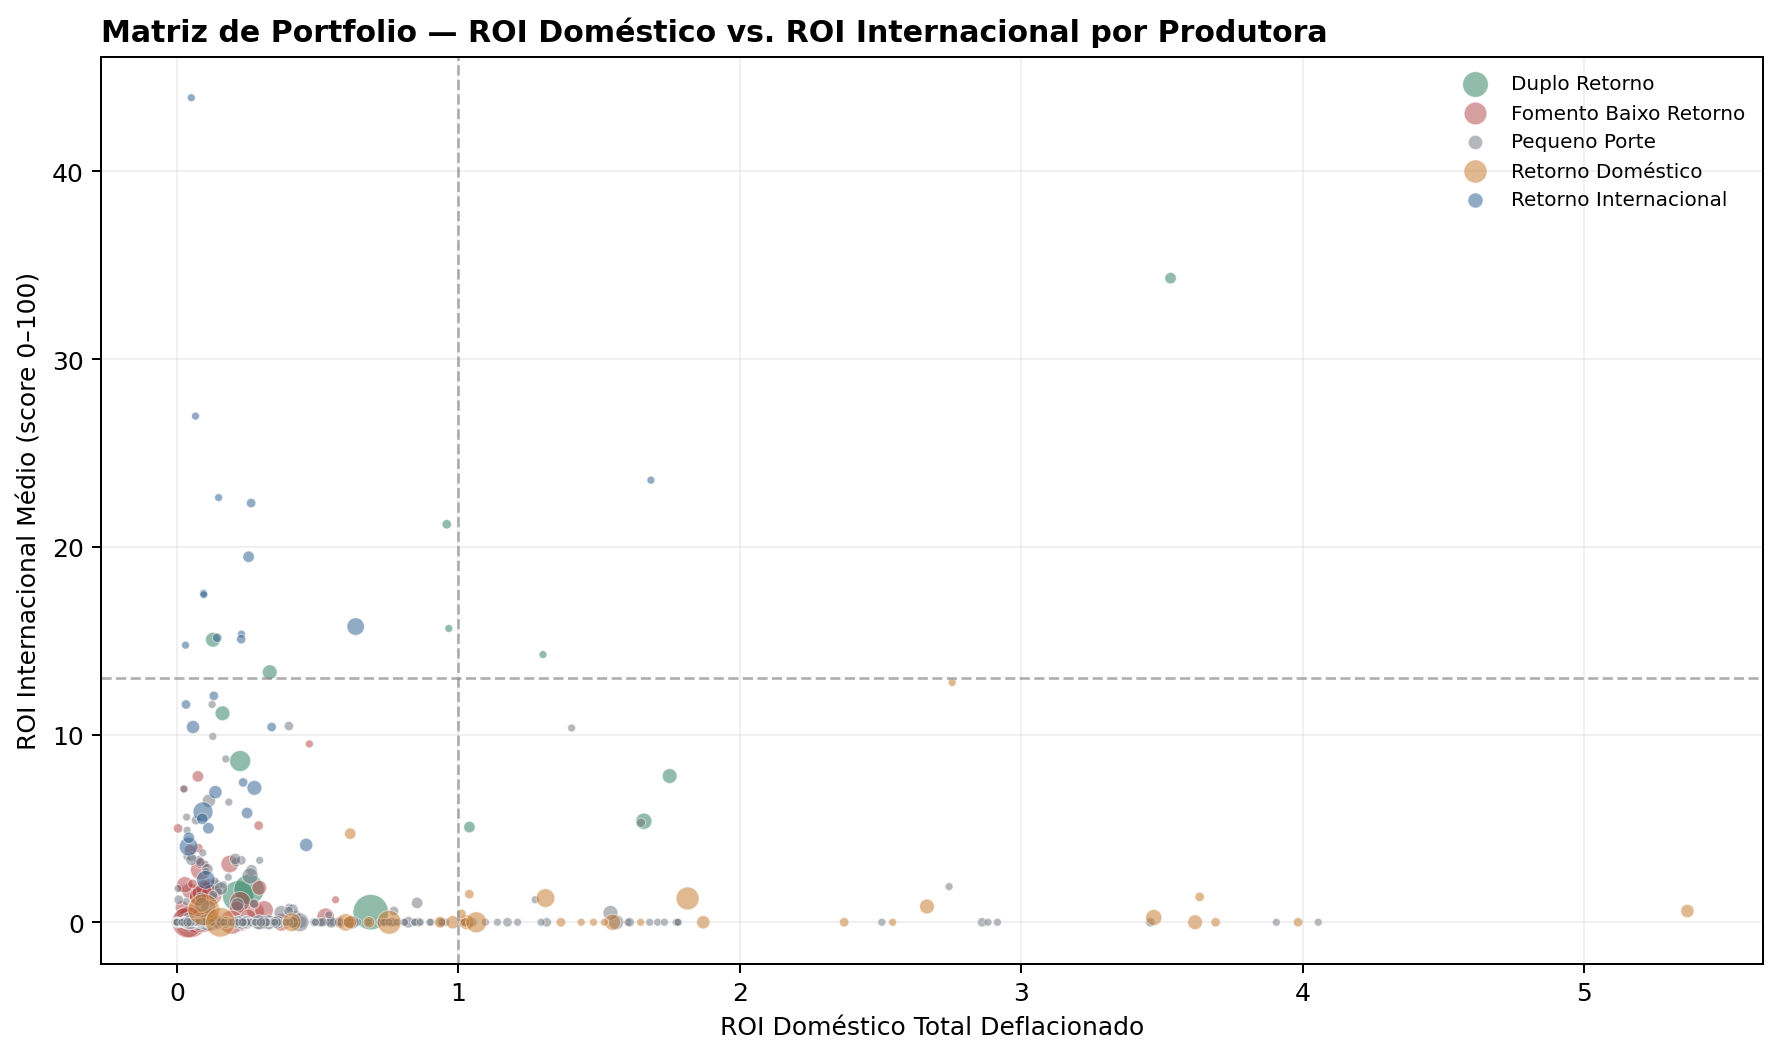 Matriz de Portfolio — ROI Doméstico vs. ROI Internacional por Produtora
Duplo Retorno
Fomento Baixo Retorno
Pequeno Porte
Retorno Doméstico
Retorno Internacional
ROI Internacional Médio (score 0–100)
40
30
20
10
0
0 1 2 3 4 5
ROI Doméstico Total Deflacionado